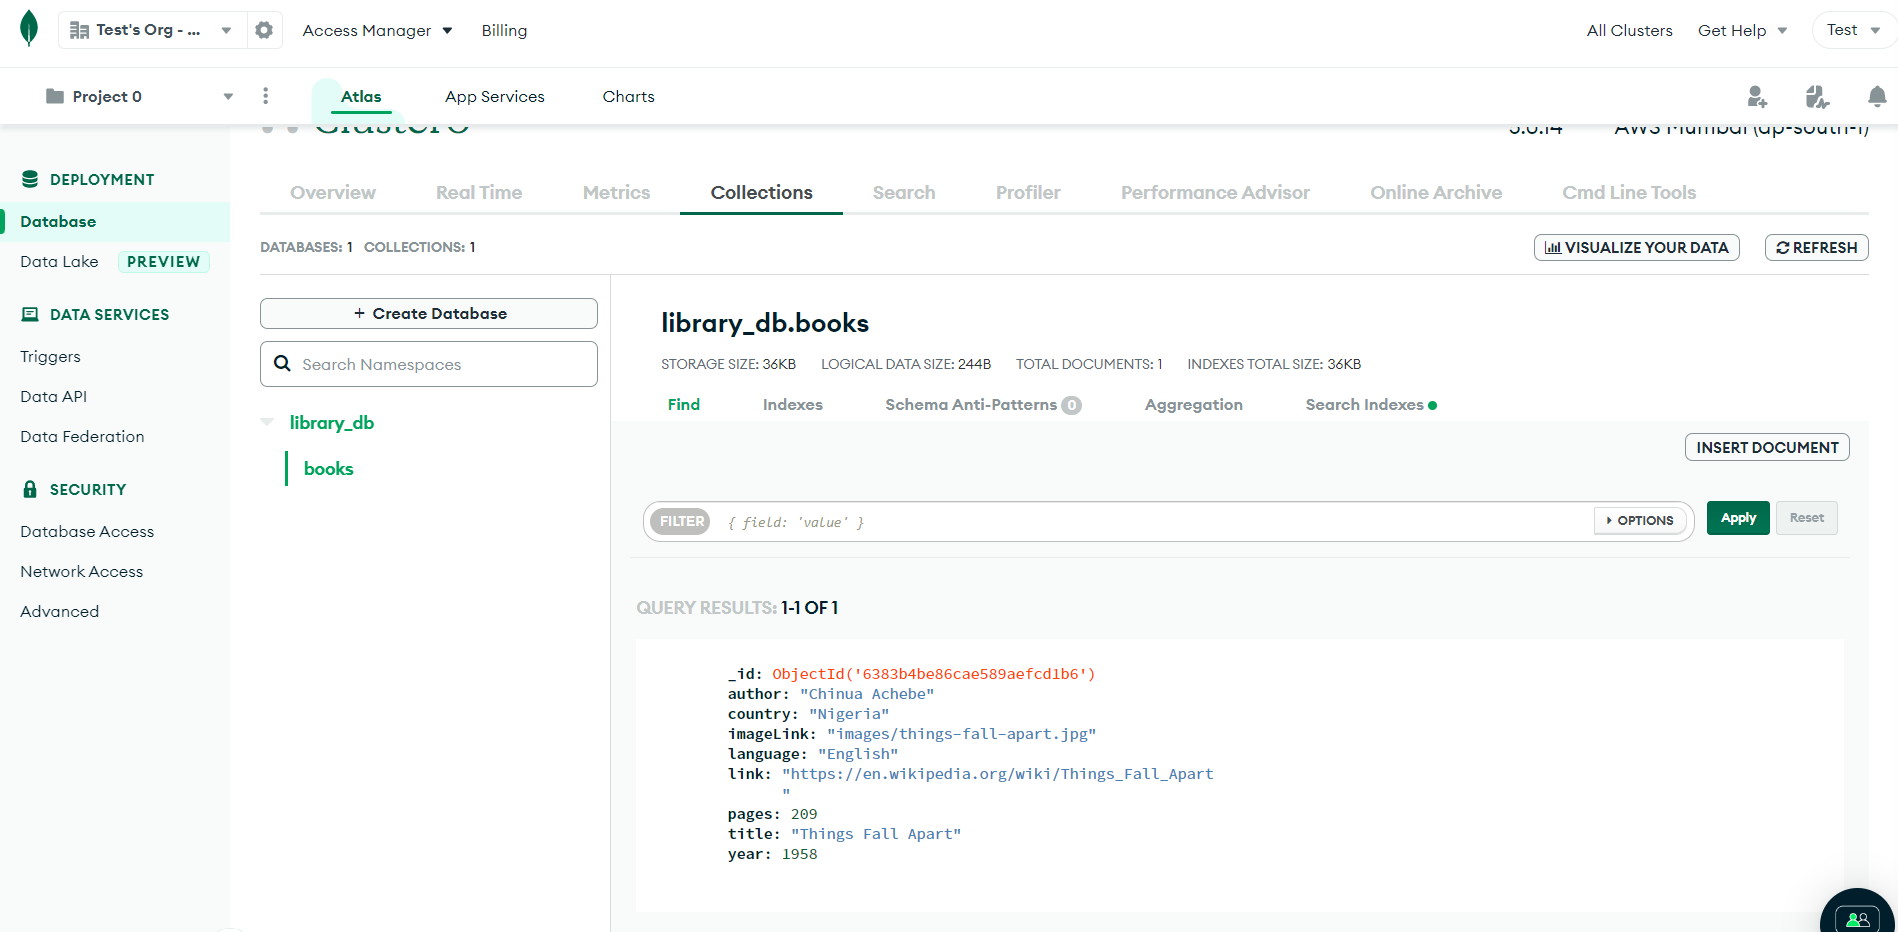 Test's Org - ...
Access Manager
Billing
All Clusters
Get Help
Test
Project 0
Atlas
App Services
Charts
Cluster0
5.0.14
AWS Mumbai (ap-south-1)
DEPLOYMENT
Database
Data Lake PREVIEW
DATA SERVICES
Triggers
Data API
Data Federation
SECURITY
Database Access
Network Access
Advanced
Overview
Real Time
Metrics
Collections
Search
Profiler
Performance Advisor
Online Archive
Cmd Line Tools
DATABASES: 1 COLLECTIONS: 1
VISUALIZE YOUR DATA
REFRESH
+ Create Database
Search Namespaces
library_db
books
library_db.books
STORAGE SIZE: 36KB LOGICAL DATA SIZE: 244B TOTAL DOCUMENTS: 1 INDEXES TOTAL SIZE: 36KB
Find
Indexes
Schema Anti-Patterns 0
Aggregation
Search Indexes
INSERT DOCUMENT
FILTER
{ field: 'value' }
OPTIONS
Apply
Reset
QUERY RESULTS: 1-1 OF 1
_id: ObjectId('6383b4be86cae589aefcd1b6')
author: "Chinua Achebe"
country: "Nigeria"
imageLink: "images/things-fall-apart.jpg"
language: "English"
link: "https://en.wikipedia.org/wiki/Things_Fall_Apart
"
pages: 209
title: "Things Fall Apart"
year: 1958